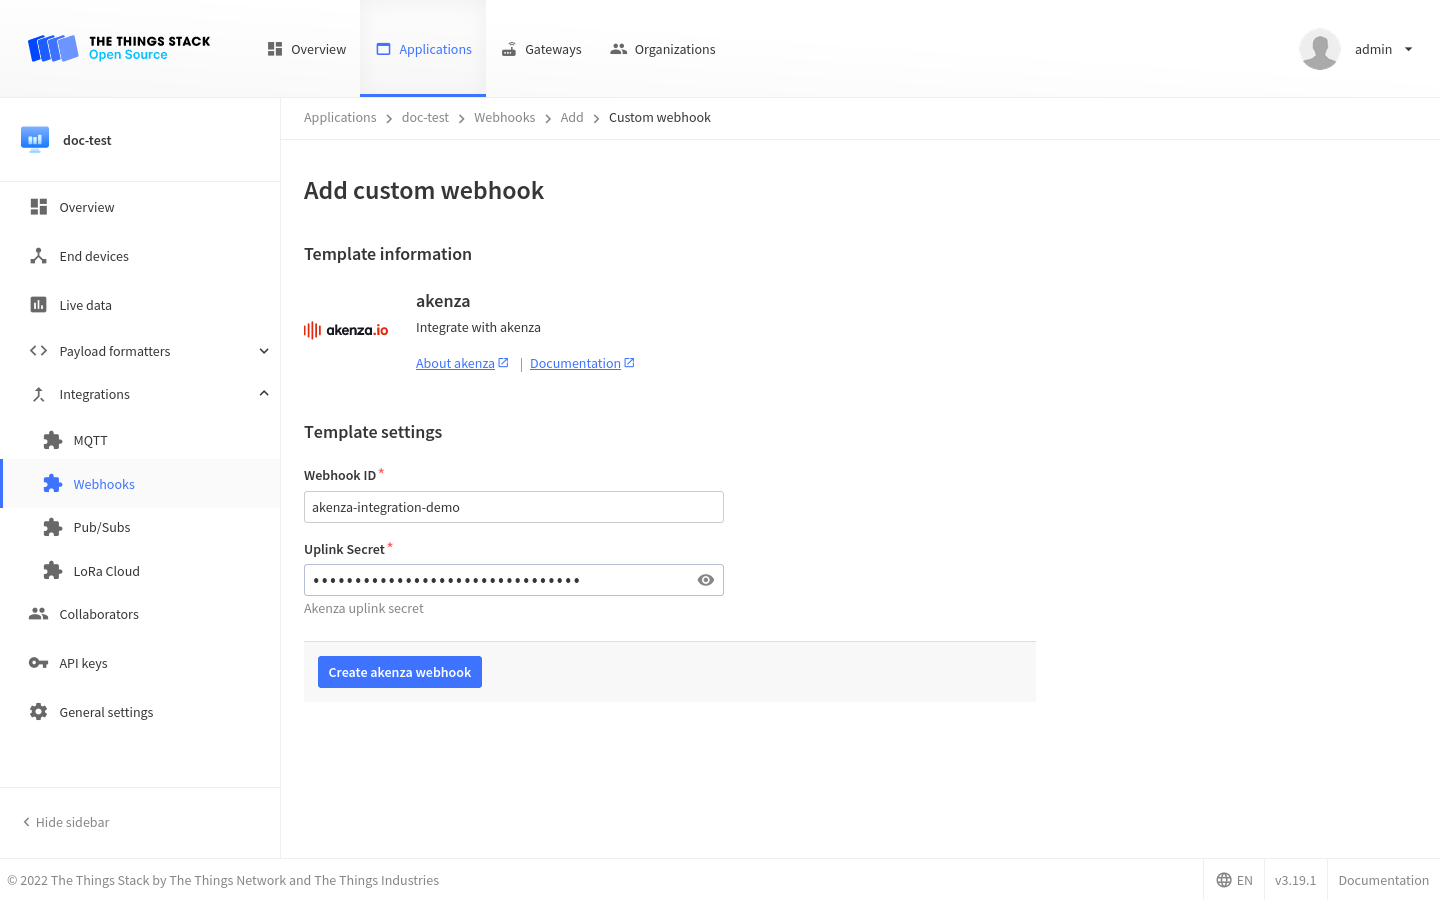 THE THINGS STACK
Open Source
Overview
Applications
Gateways
Organizations
admin
doc-test
Applications
doc-test
Webhooks
Add
Custom webhook
Overview
End devices
Live data
Payload formatters
Integrations
MQTT
Webhooks
Pub/Subs
LoRa Cloud
Collaborators
API keys
General settings
Hide sidebar
Add custom webhook
Template information
akenza.io
akenza
Integrate with akenza
About akenza | Documentation
Template settings
Webhook ID*
akenza-integration-demo
Uplink Secret*
••••••••••••••••••••••••••••••••
Akenza uplink secret
Create akenza webhook
© 2022 The Things Stack by The Things Network and The Things Industries
EN
v3.19.1
Documentation